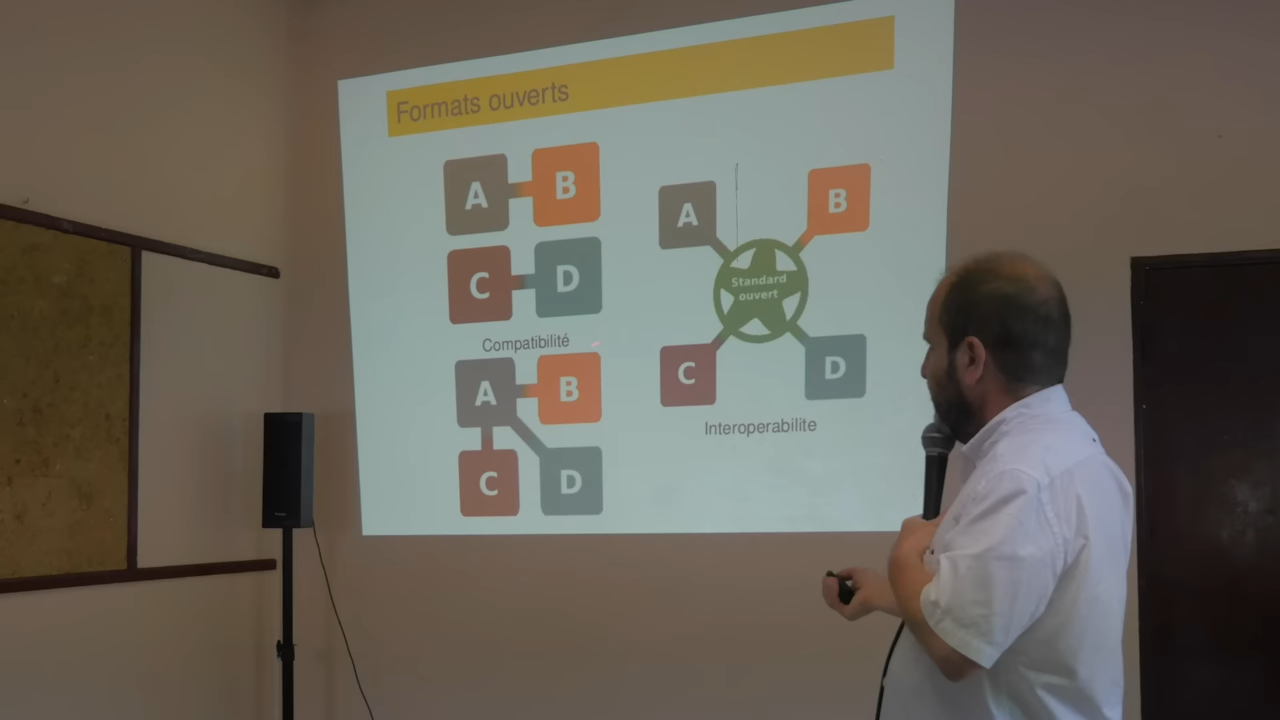 Formats ouverts
A B
C D
Compatibilité
A B
C D
A B
Standard
ouvert
C D
Interoperabilite